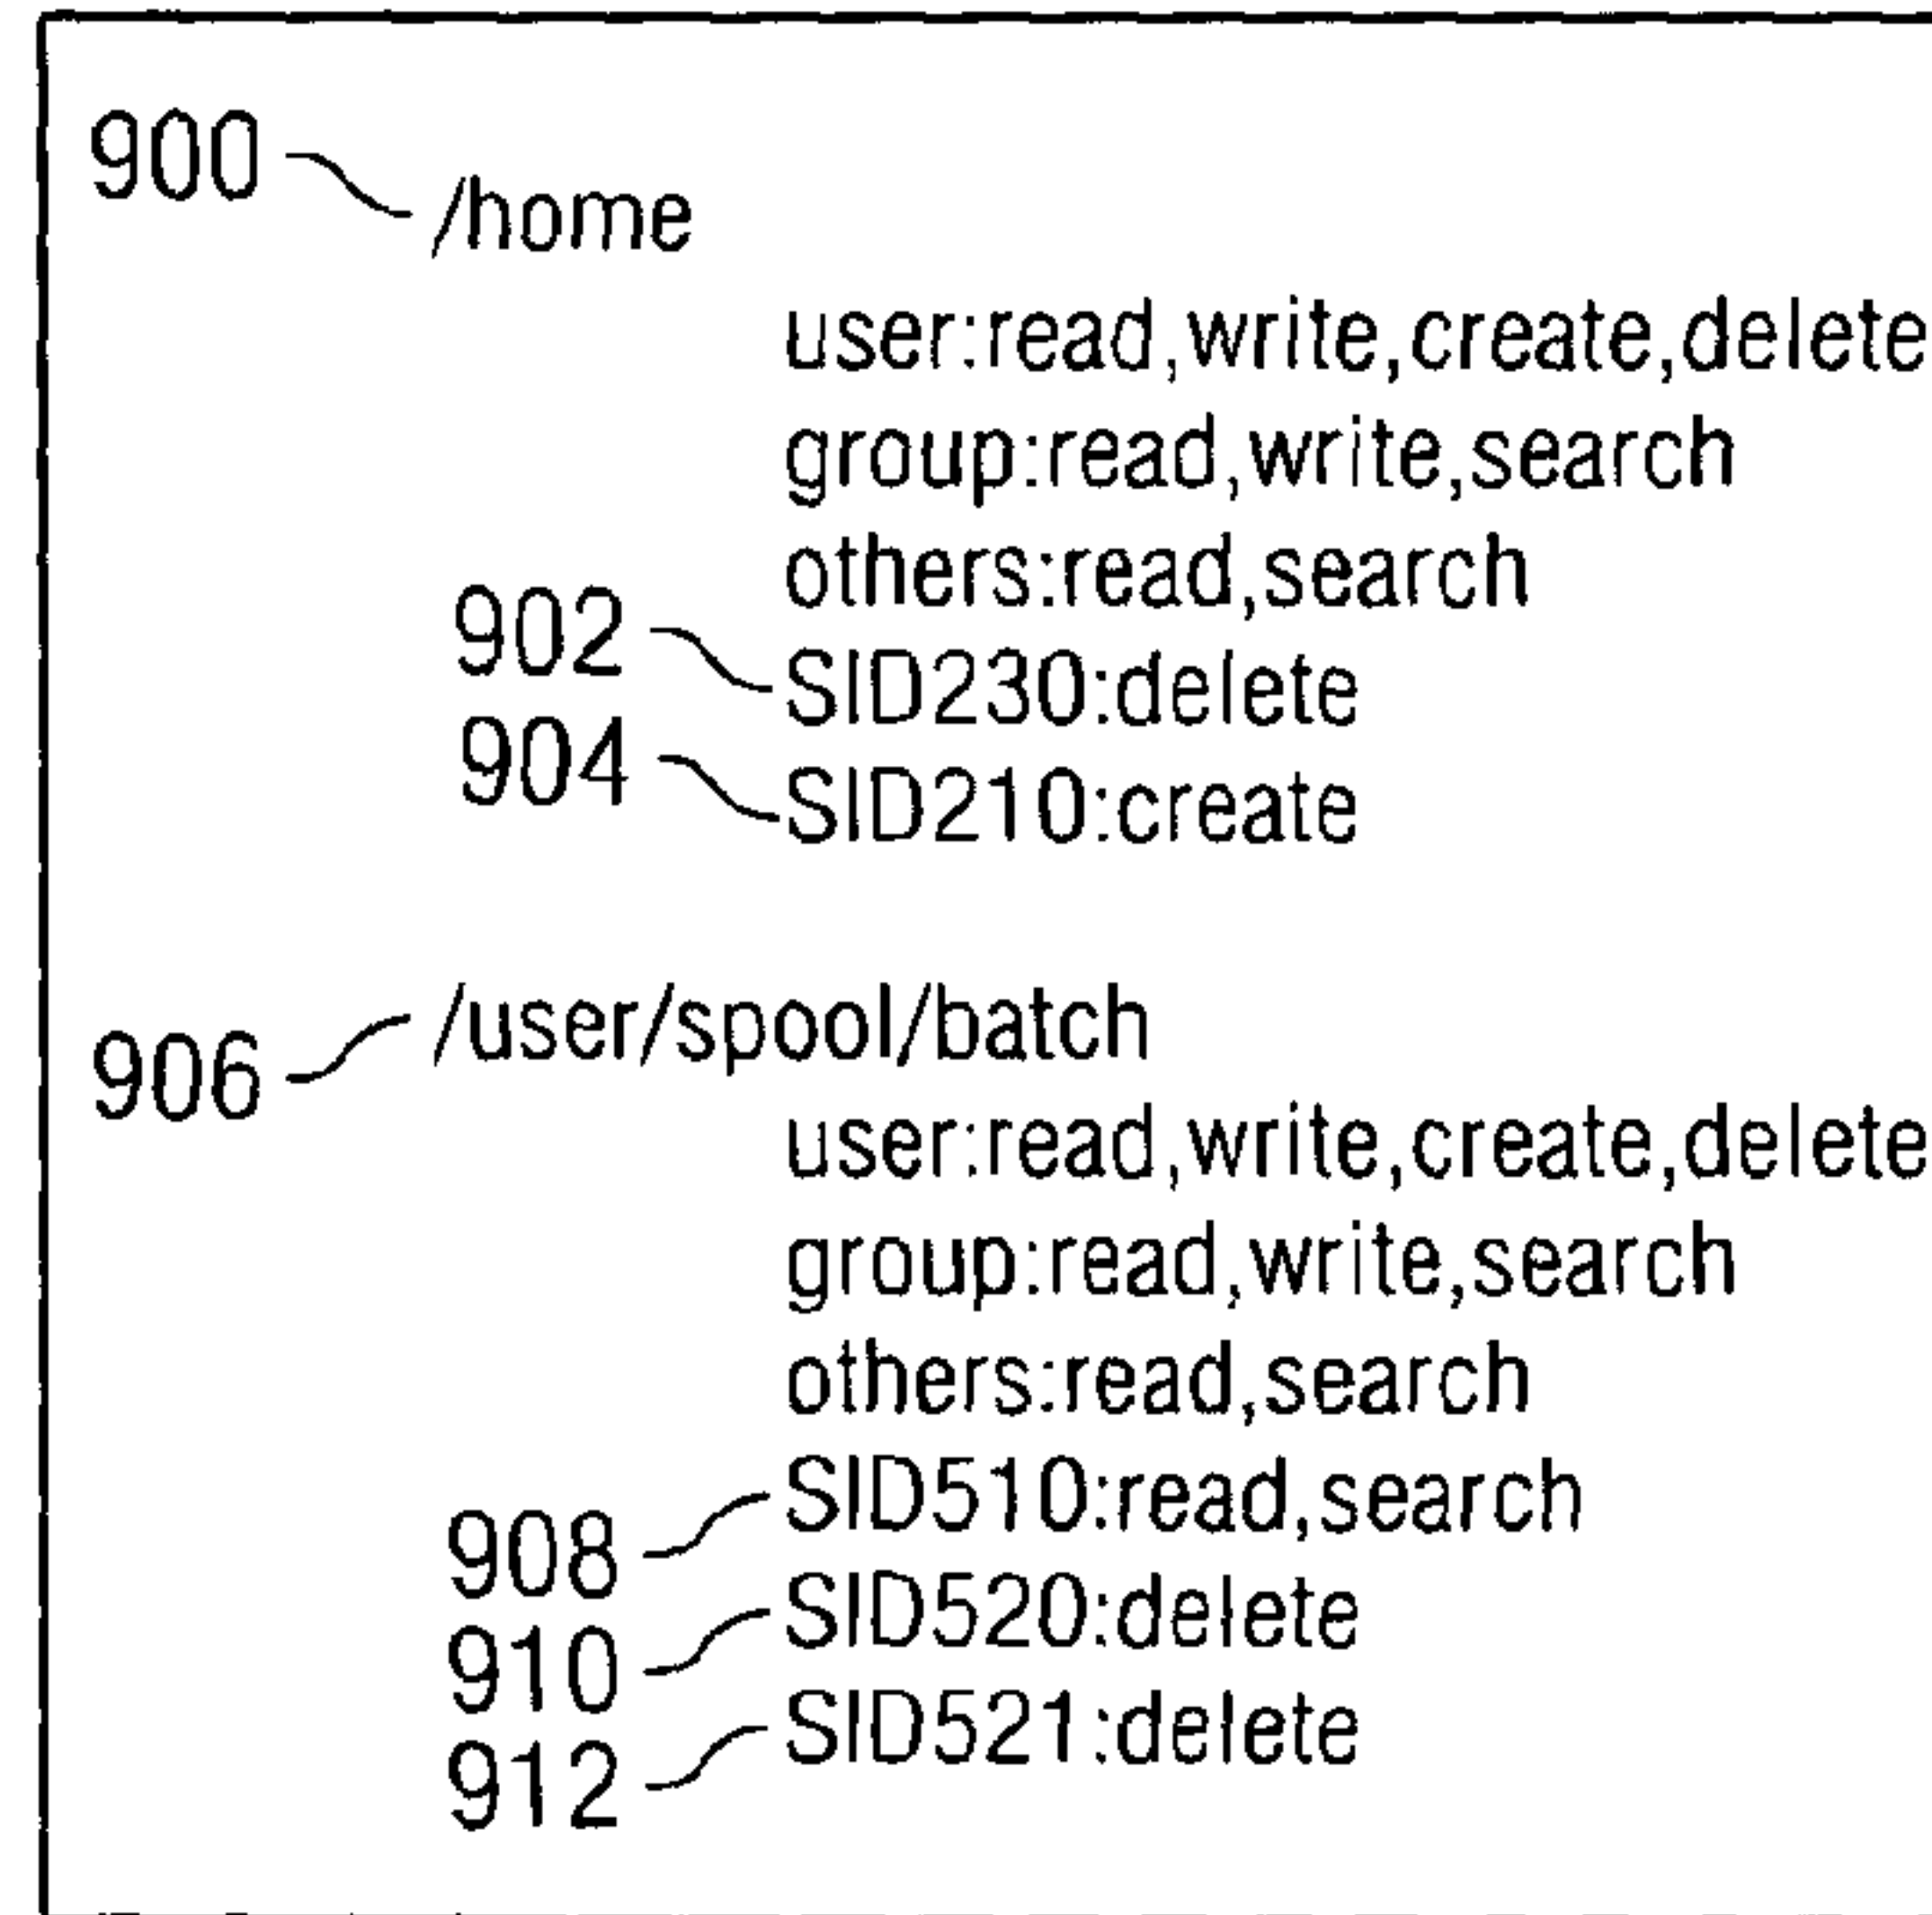 900
/home
user:read,write,create,delete
group:read,write,search
others:read,search
902
SID230:delete
904
SID210:create
/user/spool/batch
906
user:read,write,create,delete
group:read,write,search
others:read,search
SID510:read,search
908
SID520:delete
910
SID521:delete
912